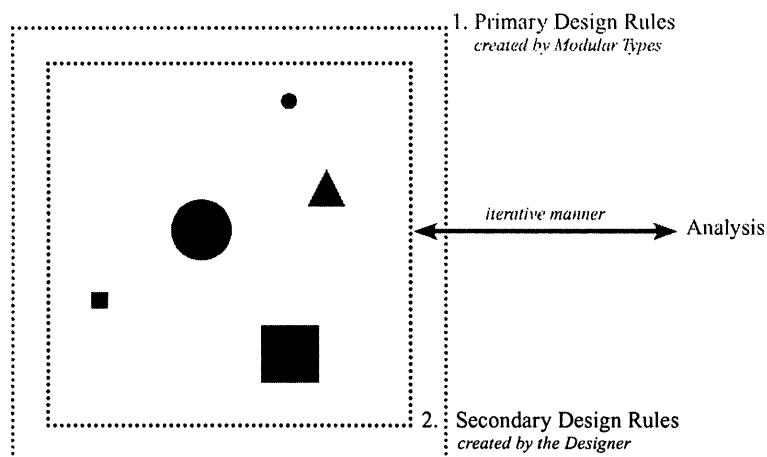 1. Primary Design Rules
created by Modular Types
iterative manner
Analysis
2. Secondary Design Rules
created by the Designer